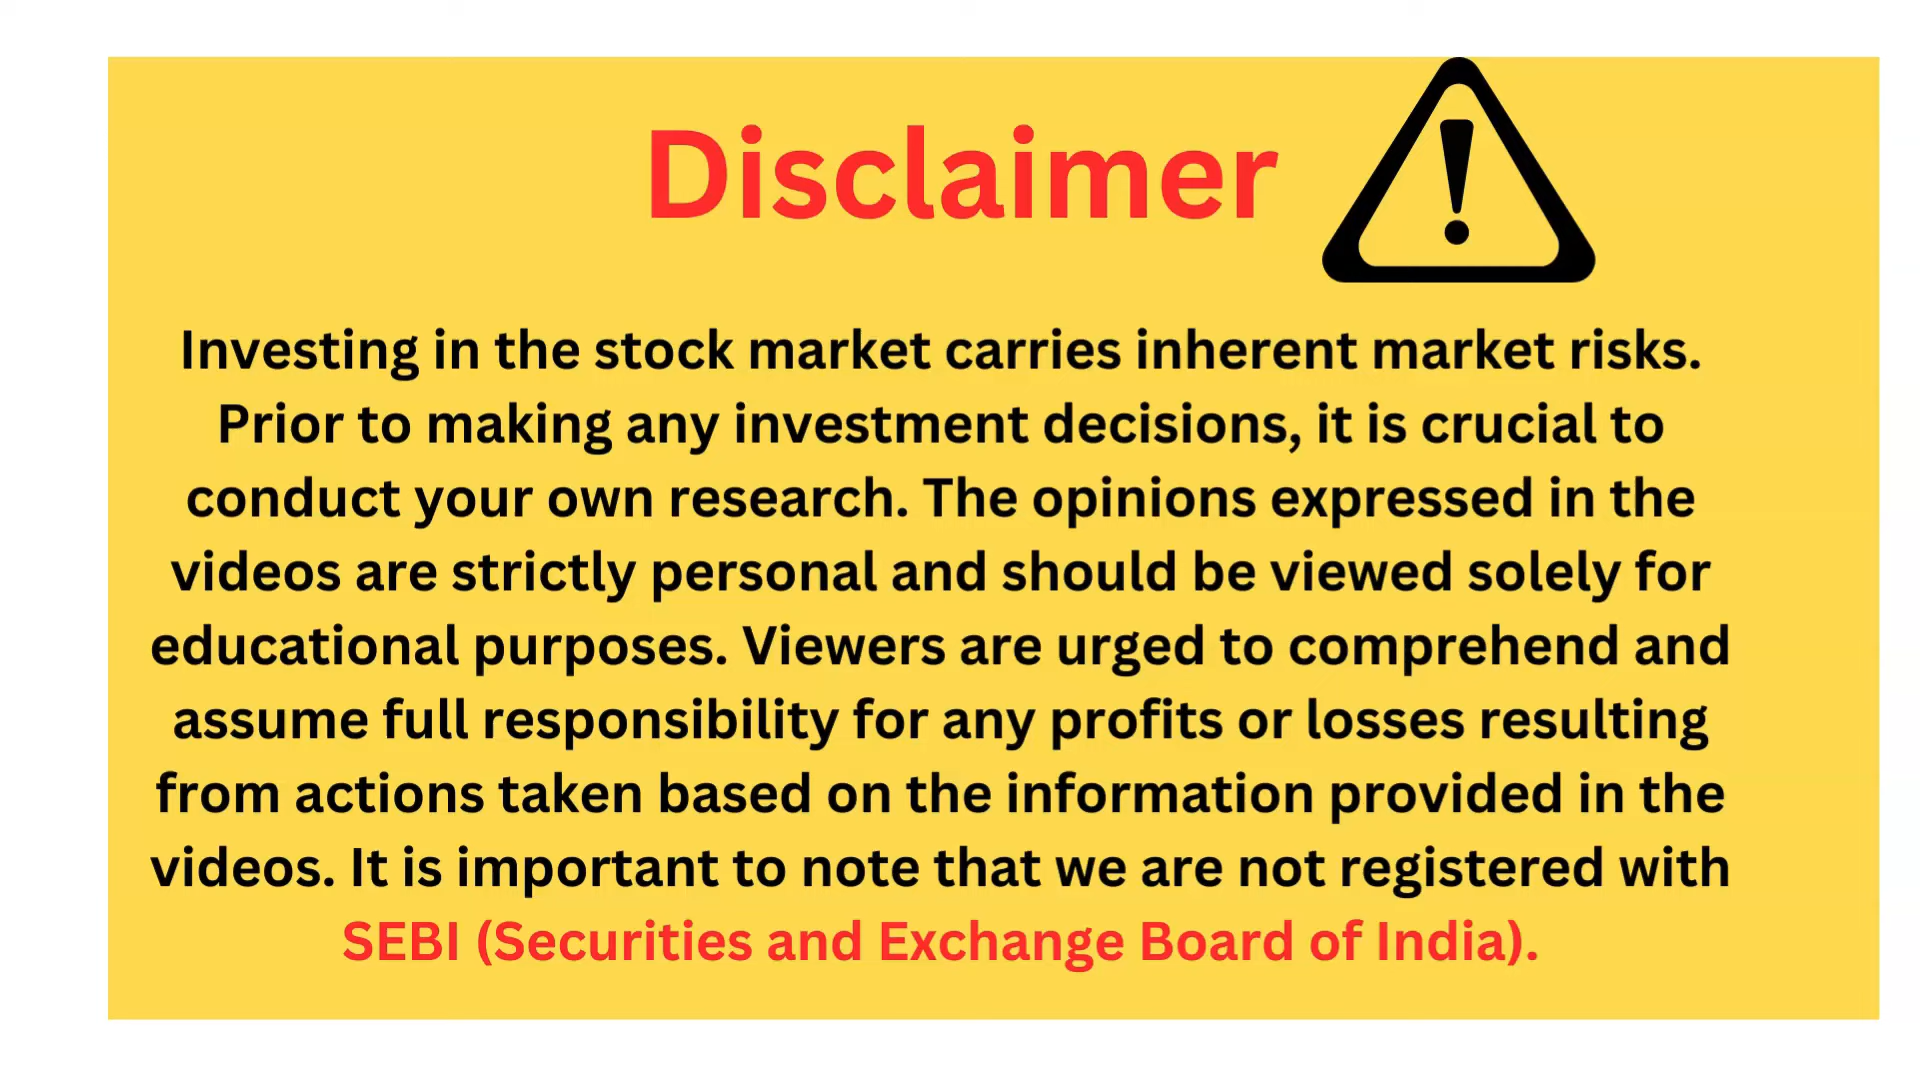 Disclaimer
Investing in the stock market carries inherent market risks.
Prior to making any investment decisions, it is crucial to
conduct your own research. The opinions expressed in the
videos are strictly personal and should be viewed solely for
educational purposes. Viewers are urged to comprehend and
assume full responsibility for any profits or losses resulting
from actions taken based on the information provided in the
videos. It is important to note that we are not registered with
SEBI (Securities and Exchange Board of India).